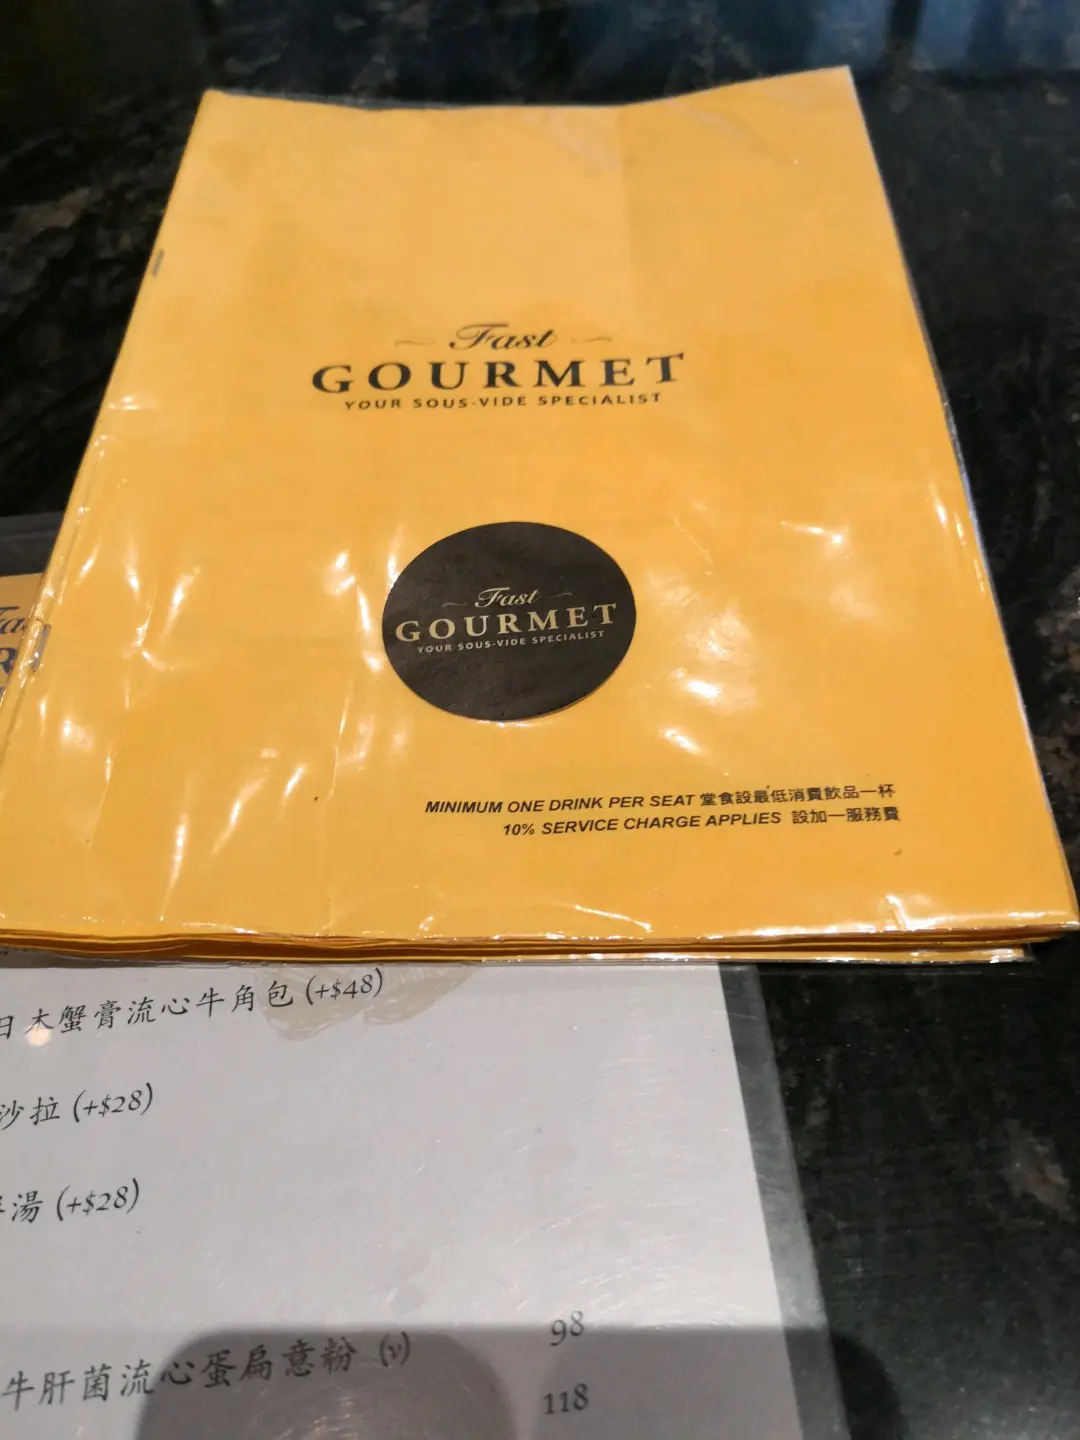 Fast
GOURMET
YOUR SOUS-VIDE SPECIALIST
Fast
GOURMET
YOUR SOUS-VIDE SPECIALIST
MINIMUM ONE DRINK PER SEAT 堂食設最低消費飲品一杯
10% SERVICE CHARGE APPLIES 設加一服務費
日本蟹膏流心牛角包 (+$48)
沙拉 (+$28)
湯 (+$28)
牛肝菌流心蛋扁意粉 (v) 98
118